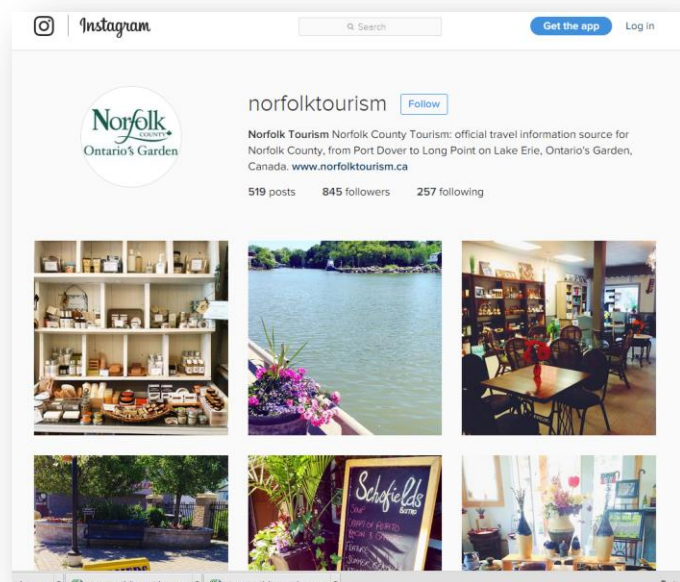 Instagram
Search
Get the app
Log in
norfolktourism
Follow
Norfolk COUNTY
Ontario's Garden
Norfolk Tourism Norfolk County Tourism: official travel information source for
Norfolk County, from Port Dover to Long Point on Lake Erie, Ontario's Garden,
Canada. www.norfolktourism.ca
519 posts 845 followers 257 following
Schofields
BISTRO
SOUP